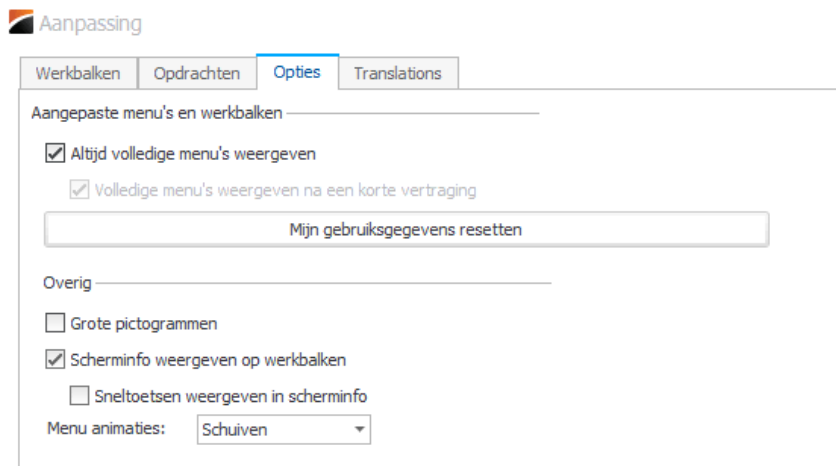 Aanpassing
Werkbalken Opdrachten Opties Translations
Aangepaste menu's en werkbalken
Altijd volledige menu's weergeven
Volledige menu's weergeven na een korte vertraging
Mijn gebruiksgegevens resetten
Overig
Grote pictogrammen
Scherminfo weergeven op werkbalken
Sneltoetsen weergeven in scherminfo
Menu animaties: Schuiven